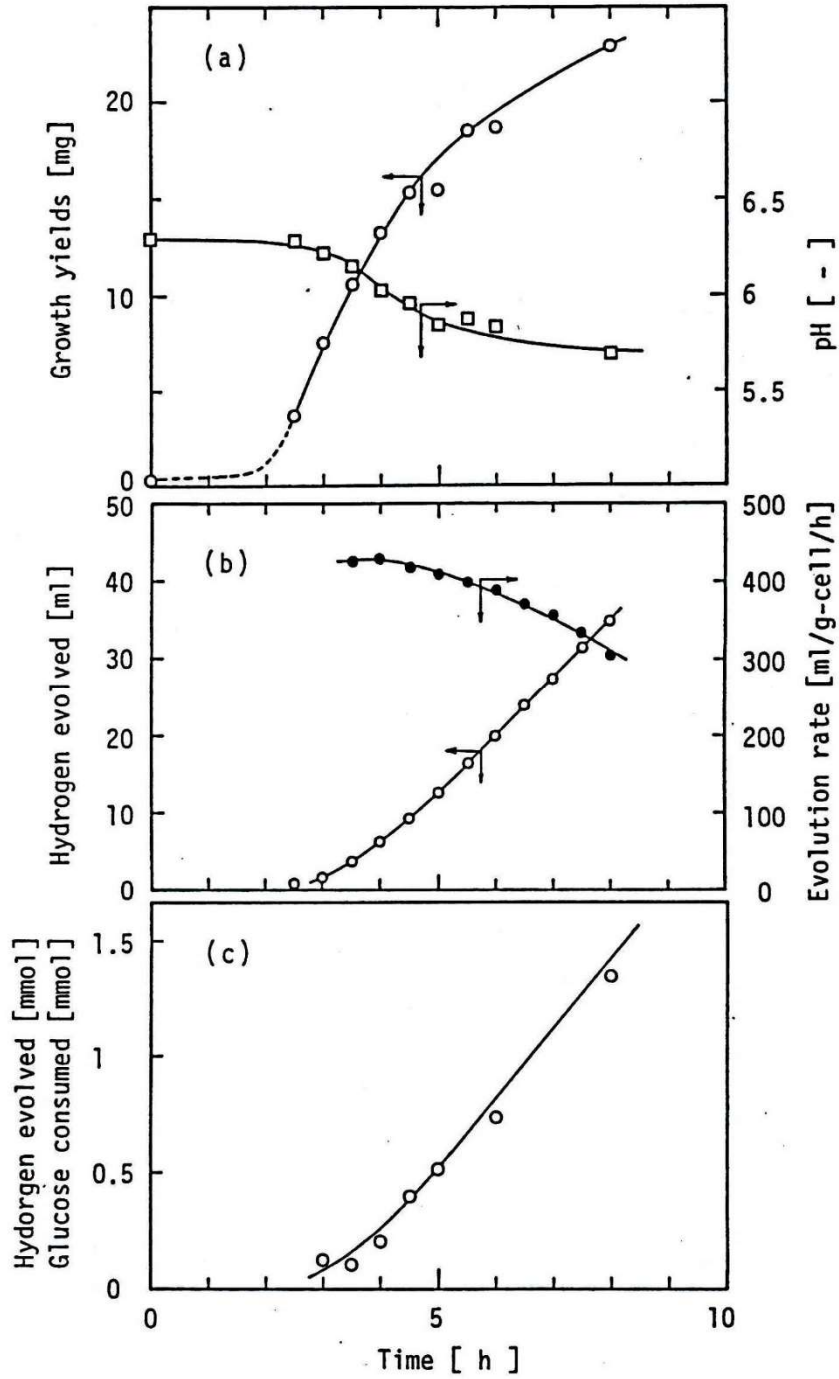 (a)
Growth yields [mg]
20
10
0
6.5
6
5.5
pH [ - ]
(b)
Hydrogen evolved [ml]
50
40
30
20
10
0
500
400
300
200
100
0
Evolution rate [ml/g-cell/h]
(c)
Hydorgen evolved [mmol]
Glucose consumed [mmol]
1.5
1
0.5
0
0
5
10
Time [ h ]